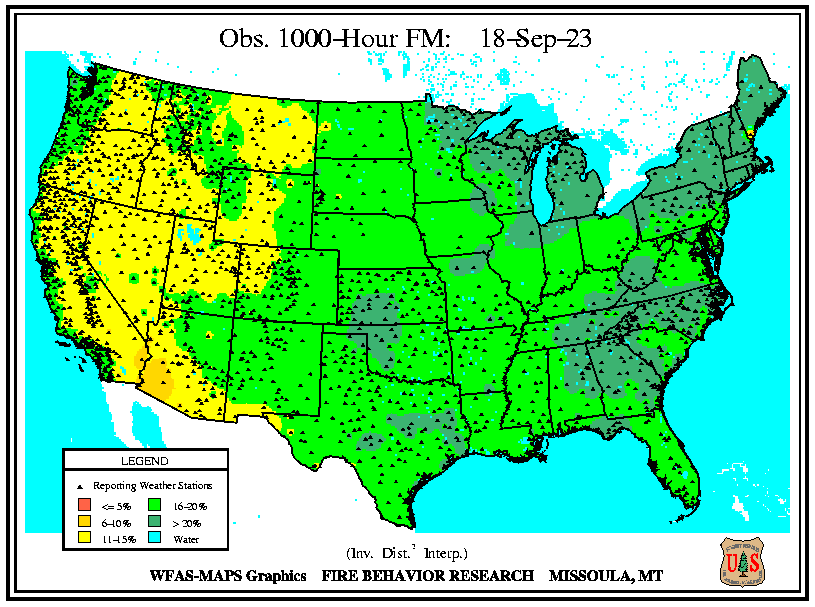 Obs. 1000-Hour FM: 18-Sep-23
LEGEND
Reporting Weather Stations
<= 5%
16-20%
6-10%
> 20%
11-15%
Water
(Inv. Dist.² Interp.)
WFAS-MAPS Graphics FIRE BEHAVIOR RESEARCH MISSOULA, MT
U S